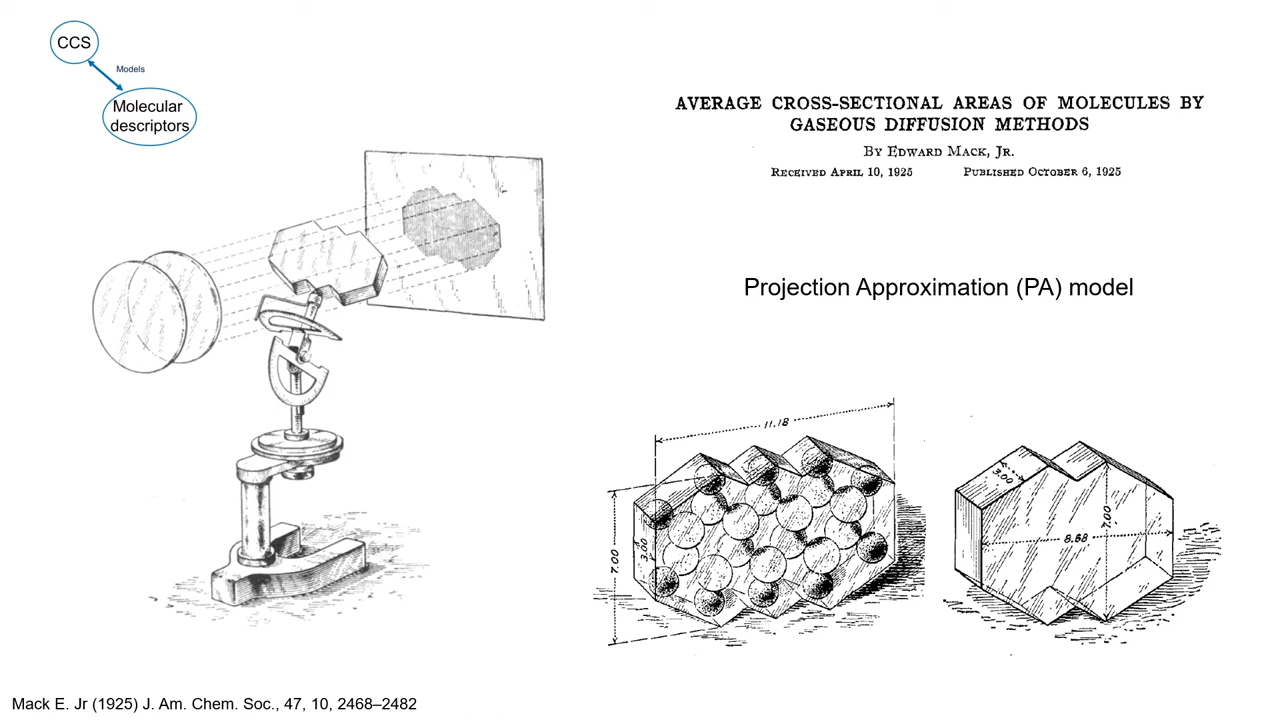 CCS
Models
Molecular
descriptors
AVERAGE CROSS-SECTIONAL AREAS OF MOLECULES BY
GASEOUS DIFFUSION METHODS
BY EDWARD MACK, JR.
RECEIVED APRIL 10, 1925 PUBLISHED OCTOBER 6, 1925
Projection Approximation (PA) model
11.18
7.00
3.00
3.00
7.00
8.68
Mack E. Jr (1925) J. Am. Chem. Soc., 47, 10, 2468–2482